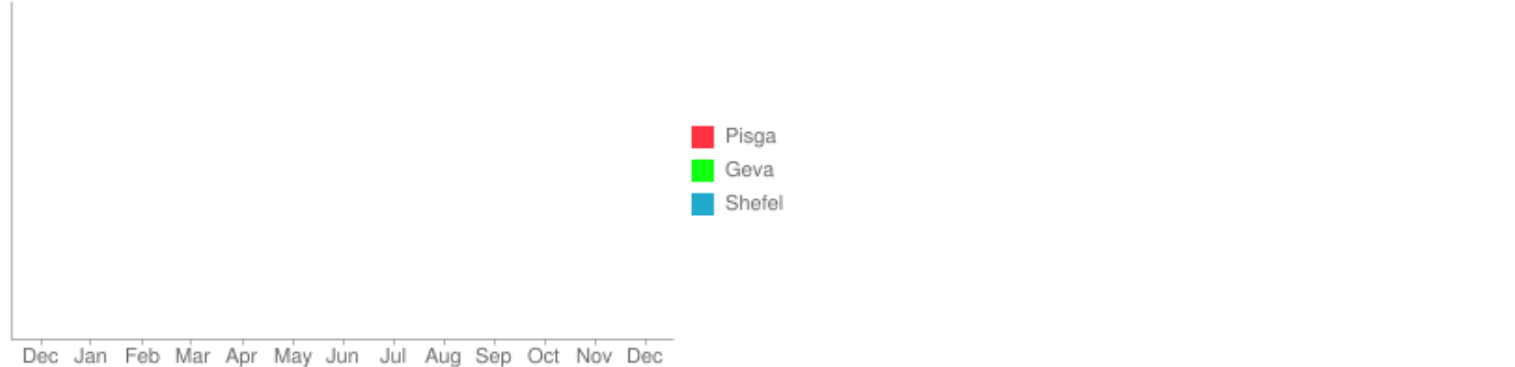 Pisga
Geva
Shefel
Dec Jan Feb Mar Apr May Jun Jul Aug Sep Oct Nov Dec